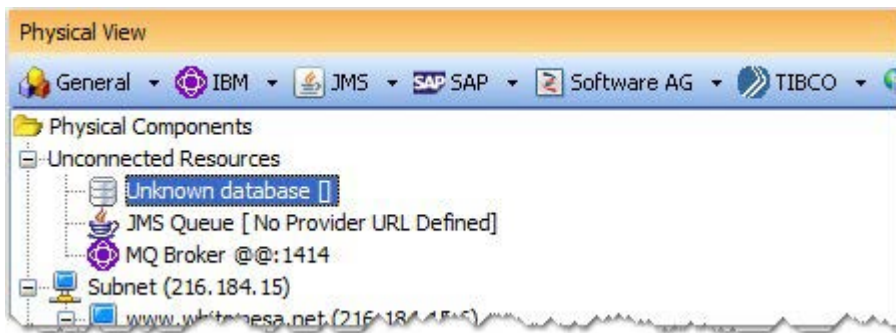 Physical View
General IBM JMS SAP SAP Software AG TIBCO
Physical Components
Unconnected Resources
Unknown database []
JMS Queue [ No Provider URL Defined]
MQ Broker @@:1414
Subnet (216.184.15)